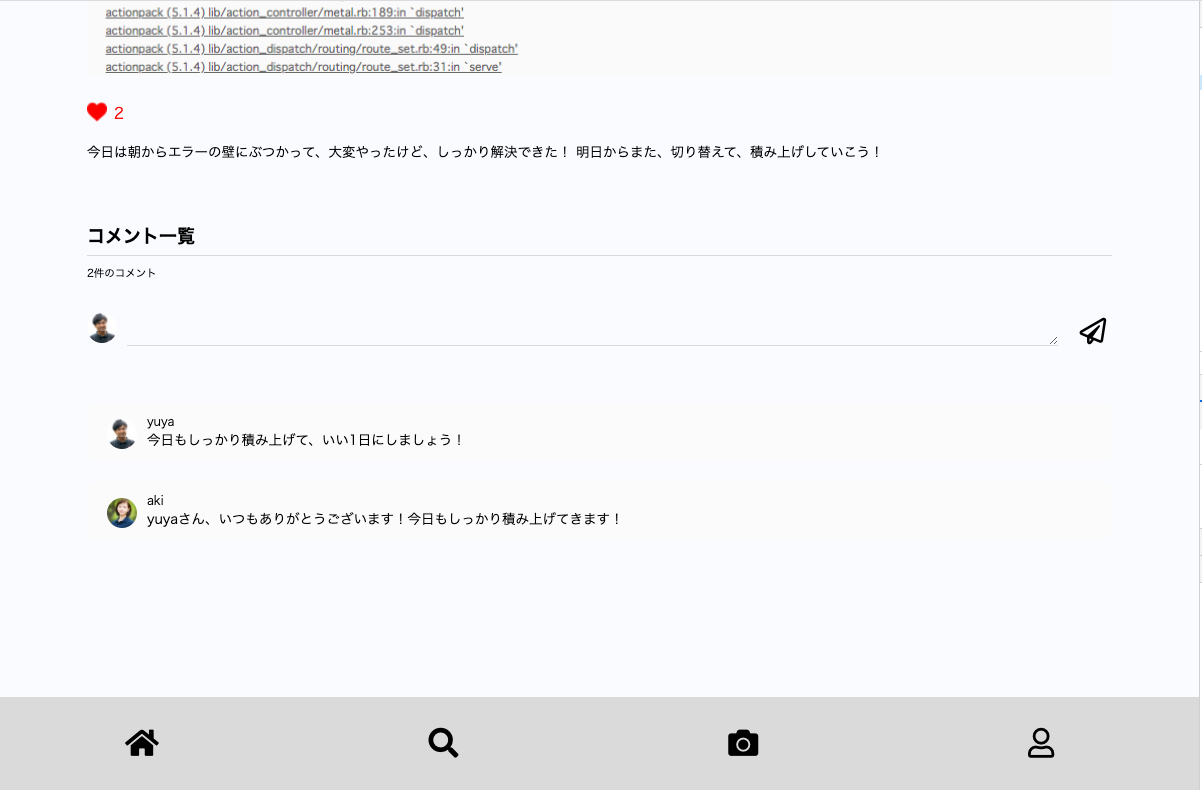 actionpack (5.1.4) lib/action_controller/metal.rb:189:in `dispatch'
actionpack (5.1.4) lib/action_controller/metal.rb:253:in `dispatch'
actionpack (5.1.4) lib/action_dispatch/routing/route_set.rb:49:in `dispatch'
actionpack (5.1.4) lib/action_dispatch/routing/route_set.rb:31:in `serve'
2
今日は朝からエラーの壁にぶつかって、大変やったけど、しっかり解決できた！ 明日からまた、切り替えて、積み上げしていこう！
コメント一覧
2件のコメント
yuya
今日もしっかり積み上げて、いい1日にしましょう！
aki
yuyaさん、いつもありがとうございます！今日もしっかり積み上げてきます！